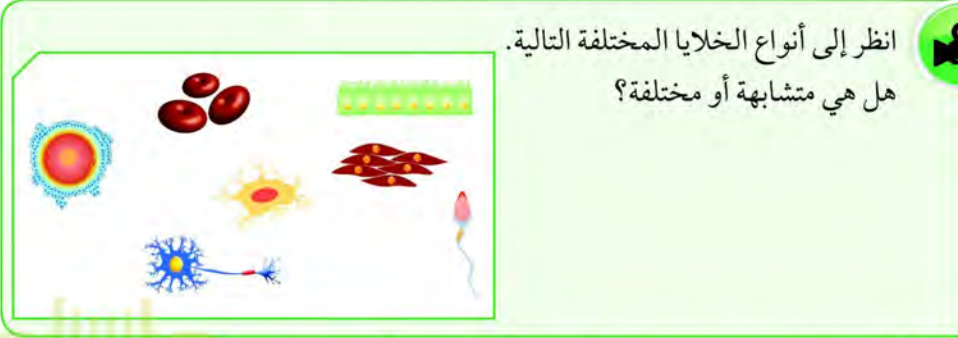 انظر إلى أنواع الخلايا المختلفة التالية.
هل هي متشابهة أو مختلفة؟